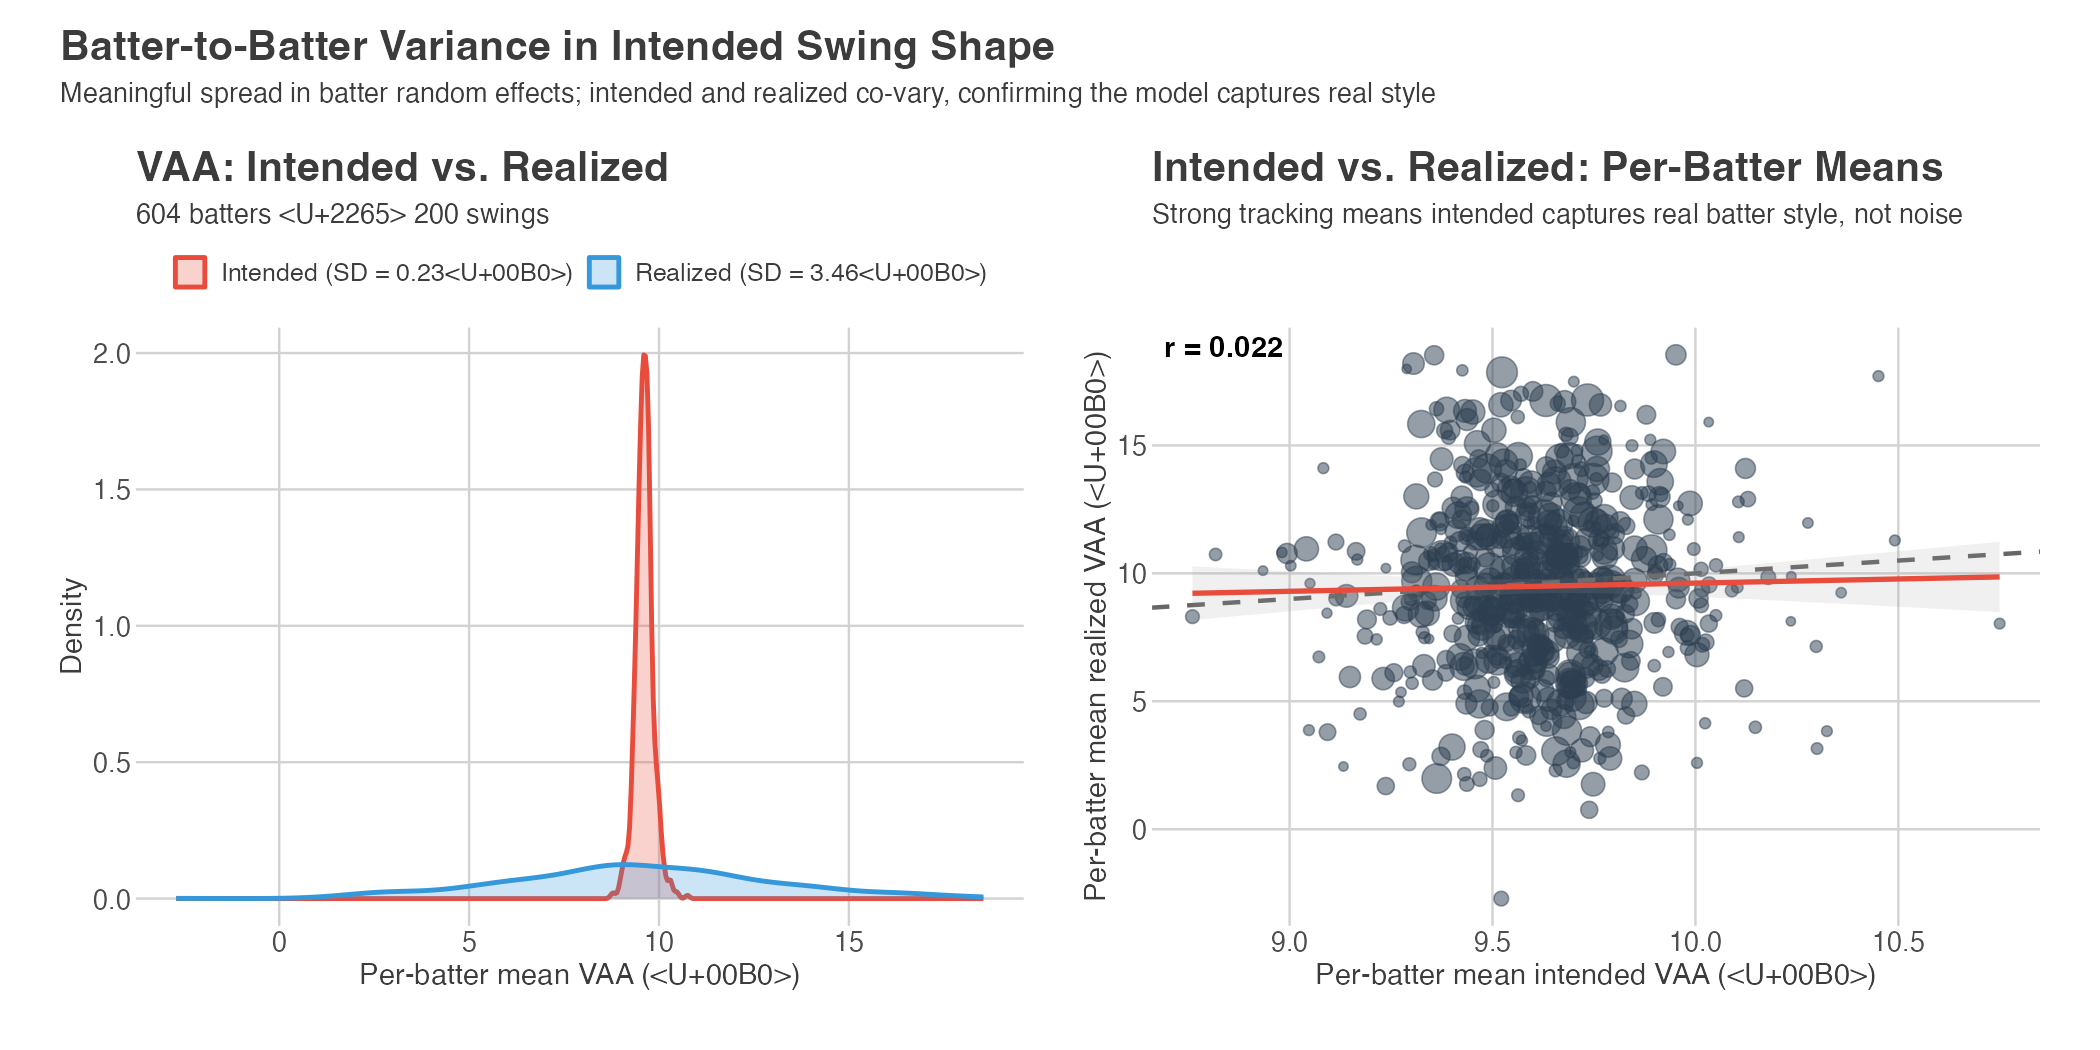 Batter-to-Batter Variance in Intended Swing Shape
Meaningful spread in batter random effects; intended and realized co-vary, confirming the model captures real style
VAA: Intended vs. Realized
604 batters <U+2265> 200 swings
Intended (SD = 0.23<U+00B0>)
Realized (SD = 3.46<U+00B0>)
2.0
1.5
1.0
0.5
0.0
Density
0
5
10
15
Per-batter mean VAA (<U+00B0>)
Intended vs. Realized: Per-Batter Means
Strong tracking means intended captures real batter style, not noise
r = 0.022
15
10
5
0
Per-batter mean realized VAA (<U+00B0>)
9.0
9.5
10.0
10.5
Per-batter mean intended VAA (<U+00B0>)